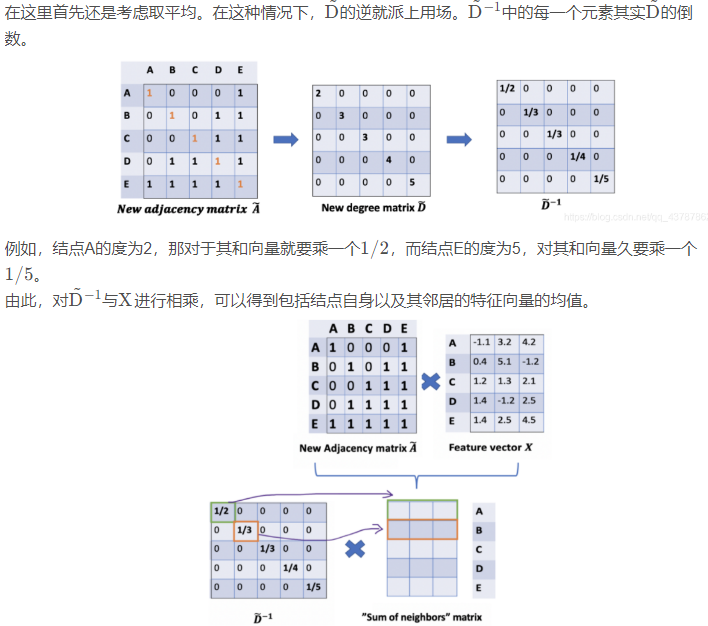 在这里首先还是考虑取平均。在这种情况下，D̃的逆就派上用场。D̃⁻¹中的每一个元素其实D̃的倒
数。
A B C D E
A 1 0 0 0 1
B 0 1 0 1 1
C 0 0 1 1 1
D 0 1 1 1 1
E 1 1 1 1 1
New adjacency matrix Ã
2 0 0 0 0
0 3 0 0 0
0 0 3 0 0
0 0 0 4 0
0 0 0 0 5
New degree matrix D̃
1/2 0 0 0 0
0 1/3 0 0 0
0 0 1/3 0 0
0 0 0 1/4 0
0 0 0 0 1/5
D̃⁻¹
例如，结点A的度为2，那对于其和向量就要乘一个1/2，而结点E的度为5，对其和向量久要乘一个
1/5。
由此，对D̃⁻¹与X进行相乘，可以得到包括结点自身以及其邻居的特征向量的均值。
A B C D E
A 1 0 0 0 1
B 0 1 0 1 1
C 0 0 1 1 1
D 0 1 1 1 1
E 1 1 1 1 1
New Adjacency matrix Ã
A -1.1 3.2 4.2
B 0.4 5.1 -1.2
C 1.2 1.3 2.1
D 1.4 -1.2 2.5
E 1.4 2.5 4.5
Feature vector X
1/2 0 0 0 0
0 1/3 0 0 0
0 0 1/3 0 0
0 0 0 1/4 0
0 0 0 0 1/5
D̃⁻¹
A
B
C
D
E
"Sum of neighbors" matrix